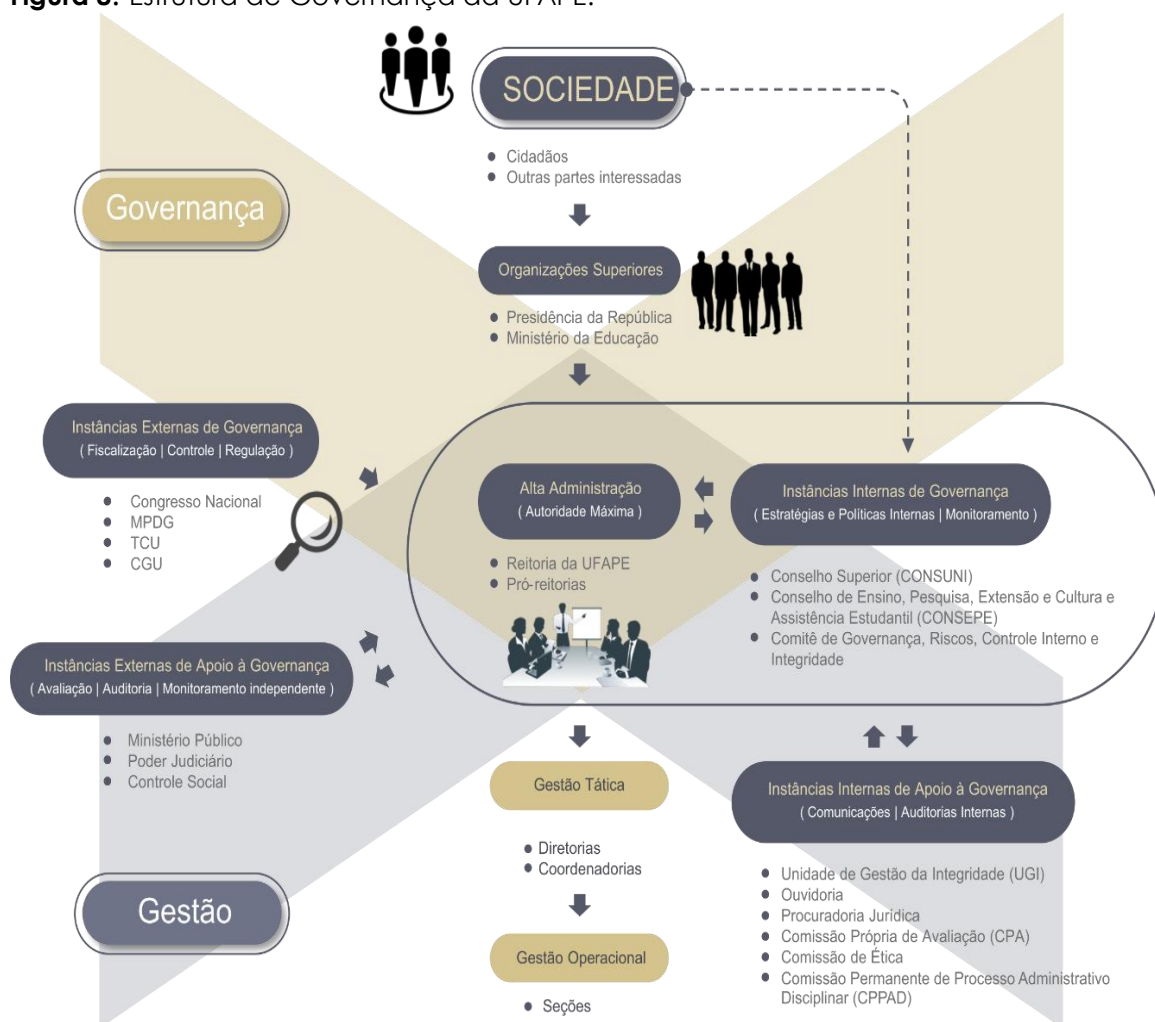 Figura 3: Estrutura de Governança da UFAPE.
SOCIEDADE
● Cidadãos
● Outras partes interessadas
Governança
Organizações Superiores
● Presidência da República
● Ministério da Educação
Instâncias Externas de Governança
( Fiscalização | Controle | Regulação )
● Congresso Nacional
● MPDG
● TCU
● CGU
Alta Administração
( Autoridade Máxima )
● Reitoria da UFAPE
● Pró-reitorias
Instâncias Internas de Governança
( Estratégias e Políticas Internas | Monitoramento )
● Conselho Superior (CONSUNI)
● Conselho de Ensino, Pesquisa, Extensão e Cultura e
Assistência Estudantil (CONSEPE)
● Comitê de Governança, Riscos, Controle Interno e
Integridade
Instâncias Externas de Apoio à Governança
( Avaliação | Auditoria | Monitoramento independente )
● Ministério Público
● Poder Judiciário
● Controle Social
Gestão Tática
● Diretorias
● Coordenadorias
Instâncias Internas de Apoio à Governança
( Comunicações | Auditorias Internas )
● Unidade de Gestão da Integridade (UGI)
● Ouvidoria
● Procuradoria Jurídica
● Comissão Própria de Avaliação (CPA)
● Comissão de Ética
● Comissão Permanente de Processo Administrativo
Disciplinar (CPPAD)
Gestão
Gestão Operacional
● Seções